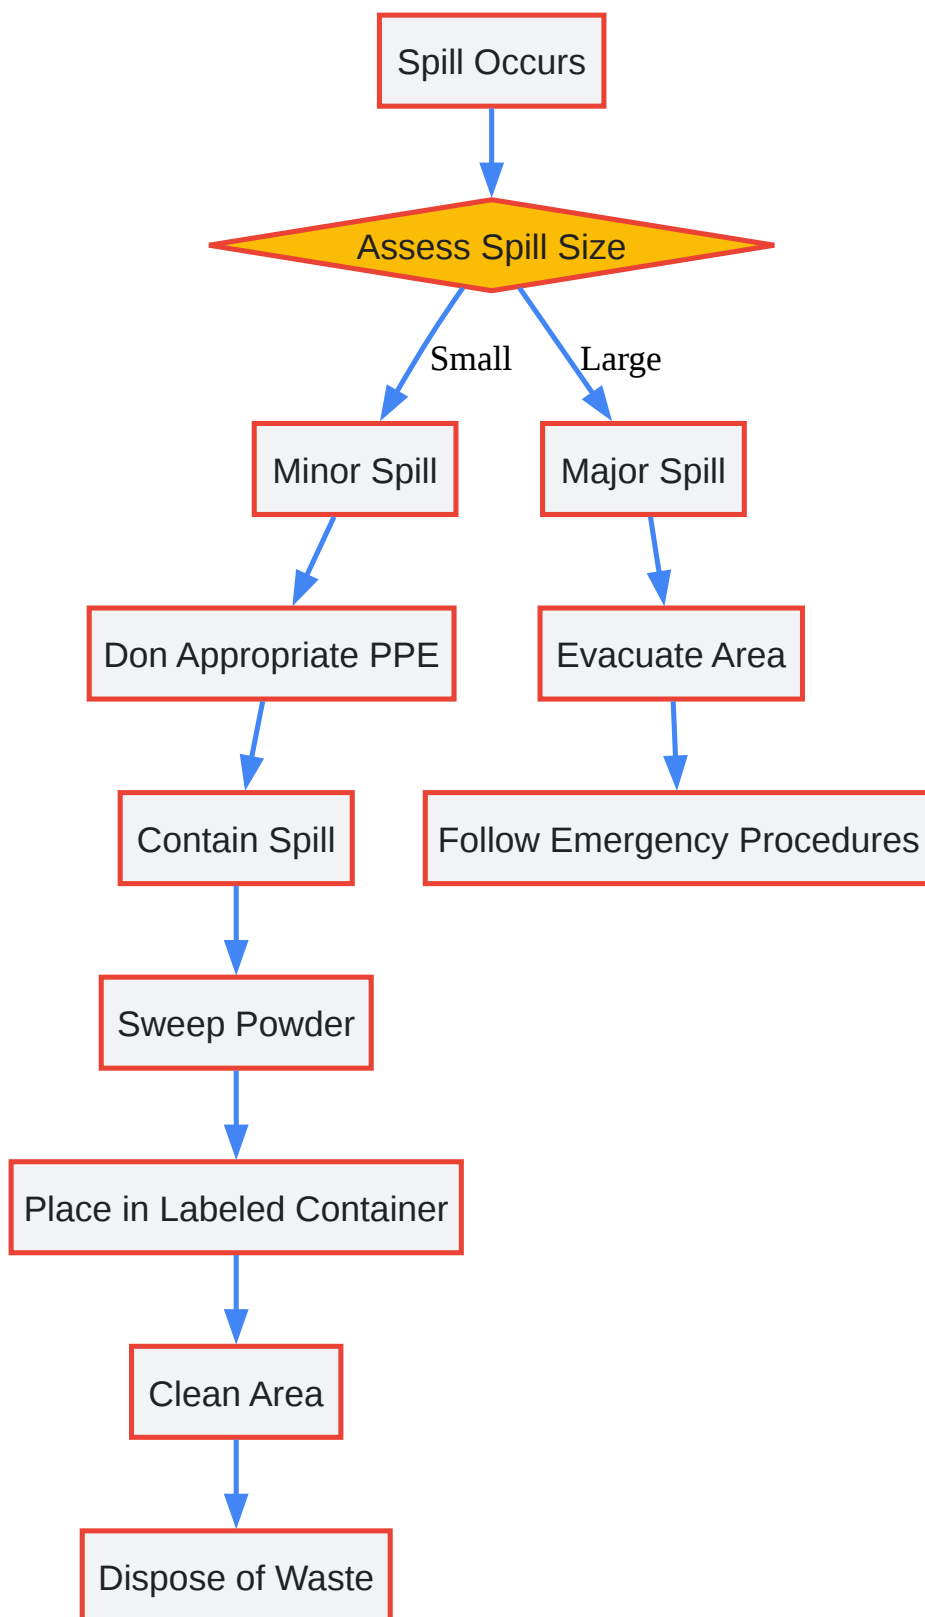 Spill Occurs
Assess Spill Size
Small
Large
Minor Spill
Major Spill
Don Appropriate PPE
Evacuate Area
Contain Spill
Follow Emergency Procedures
Sweep Powder
Place in Labeled Container
Clean Area
Dispose of Waste